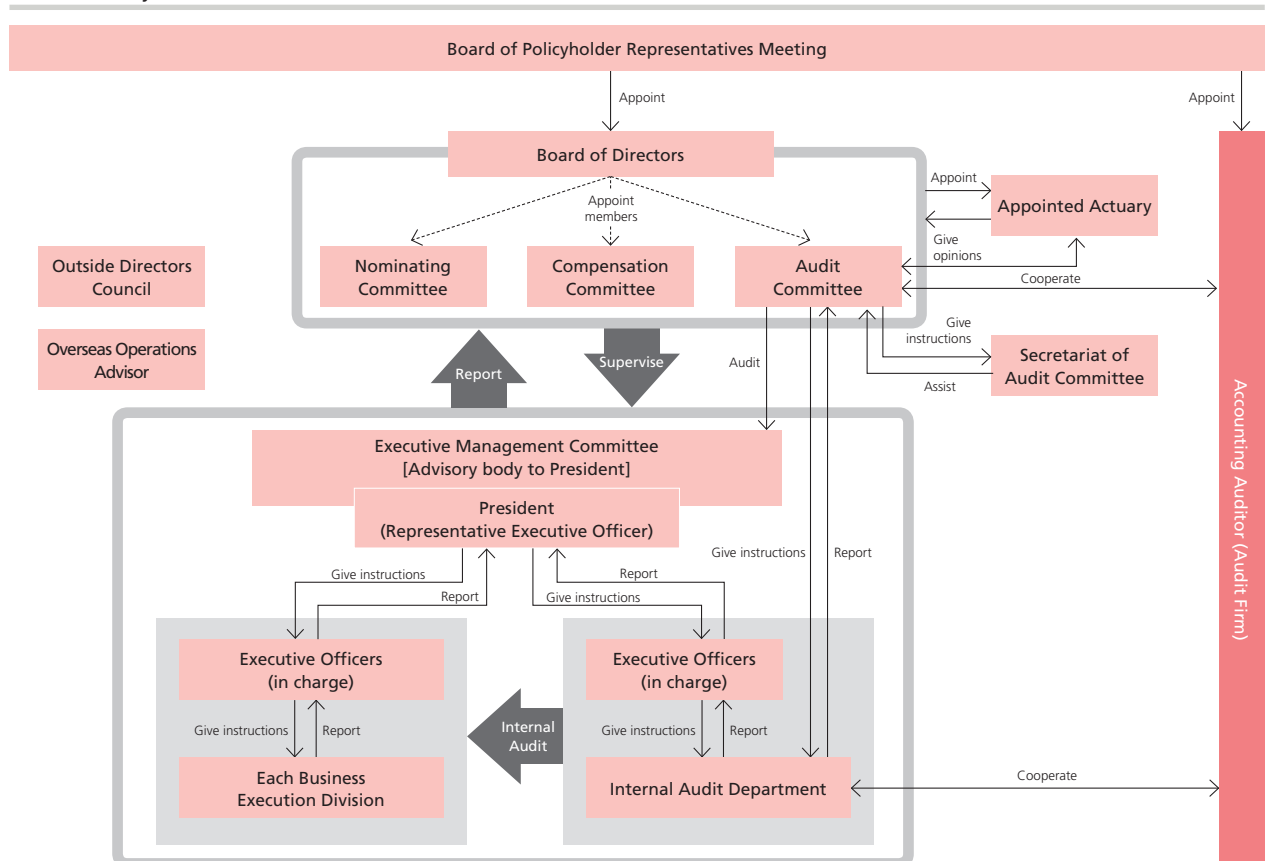 Board of Policyholder Representatives Meeting
Appoint
Appoint
Board of Directors
Appoint
members
Appoint
Appointed Actuary
Give
opinions
Outside Directors
Council
Nominating
Committee
Compensation
Committee
Audit
Committee
Cooperate
Overseas Operations
Advisor
Report
Supervise
Audit
Give
instructions
Secretariat of
Audit Committee
Assist
Accounting Auditor (Audit Firm)
Executive Management Committee
[Advisory body to President]
President
(Representative Executive Officer)
Give instructions
Report
Give instructions
Report
Give instructions
Report
Executive Officers
(in charge)
Executive Officers
(in charge)
Give instructions
Report
Internal
Audit
Give instructions
Report
Each Business
Execution Division
Internal Audit Department
Cooperate